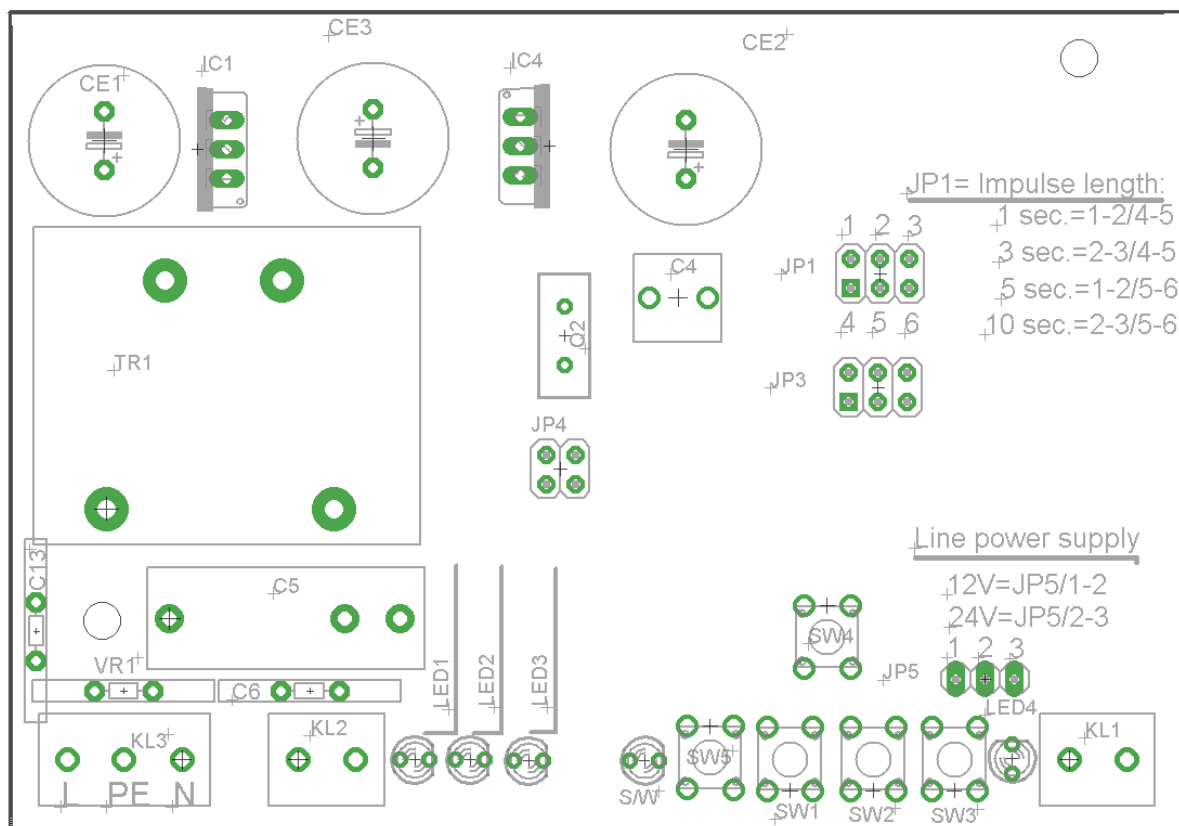 CE3
CE2
IC1
IC4
CE1
JP1= Impulse length:
1 sec.=1-2/4-5
1 2 3
3 sec.=2-3/4-5
C4
JP1
5 sec.=1-2/5-6
10 sec.=2-3/5-6
4 5 6
Q2
TR1
JP3
JP4
Line power supply
C13
C5
12V=JP5/1-2
24V=JP5/2-3
SW4
1 2 3
VR1
JP5
C6
LED1
LED2
LED3
LED4
KL3
KL2
SW5
KL1
L PE N
S/W
SW1
SW2
SW3